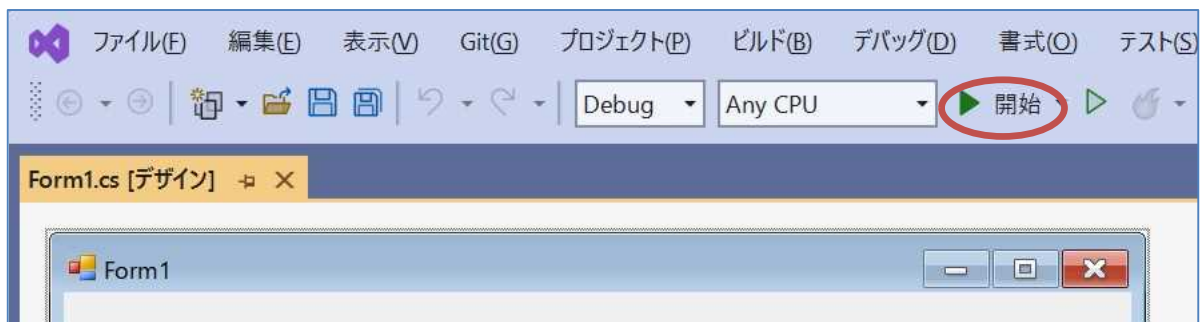 ファイル(F) 編集(E) 表示(V) Git(G) プロジェクト(P) ビルド(B) デバッグ(D) 書式(O) テスト(S)
Debug Any CPU 開始
Form1.cs [デザイン]
Form1